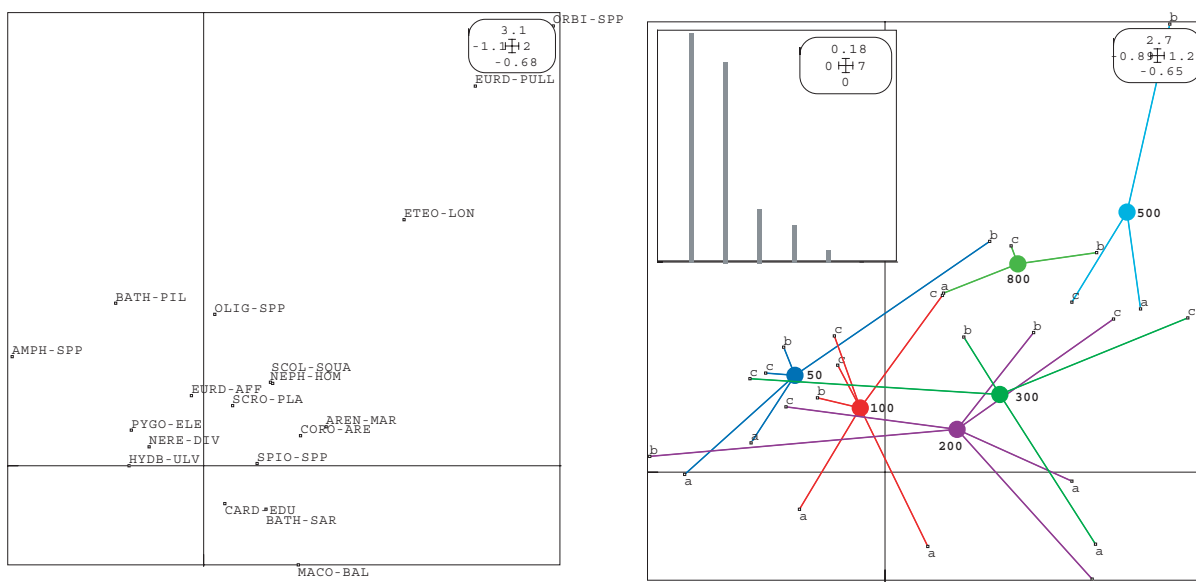 3.1
-1.1 2
-0.68
ORBI-SPP
EURD-PULL
ETEO-LON
BATH-PIL
OLIG-SPP
AMPH-SPP
SCOL-SQUA
NEPH-HOM
EURD-AFF
SCRO-PLA
AREN-MAR
PYGO-ELE
CORO-ARE
NERE-DIV
HYDB-ULV
SPIO-SPP
CARD-EDU
BATH-SAR
MACO-BAL
0.18
0 7
0
b
2.7
-0.89 1.2
-0.65
500
b
c
b
800
c
a
c
a
c
c
b
c
b
b
c
c
c
50
b
c
100
300
a
200
b
a
a
a
a
a